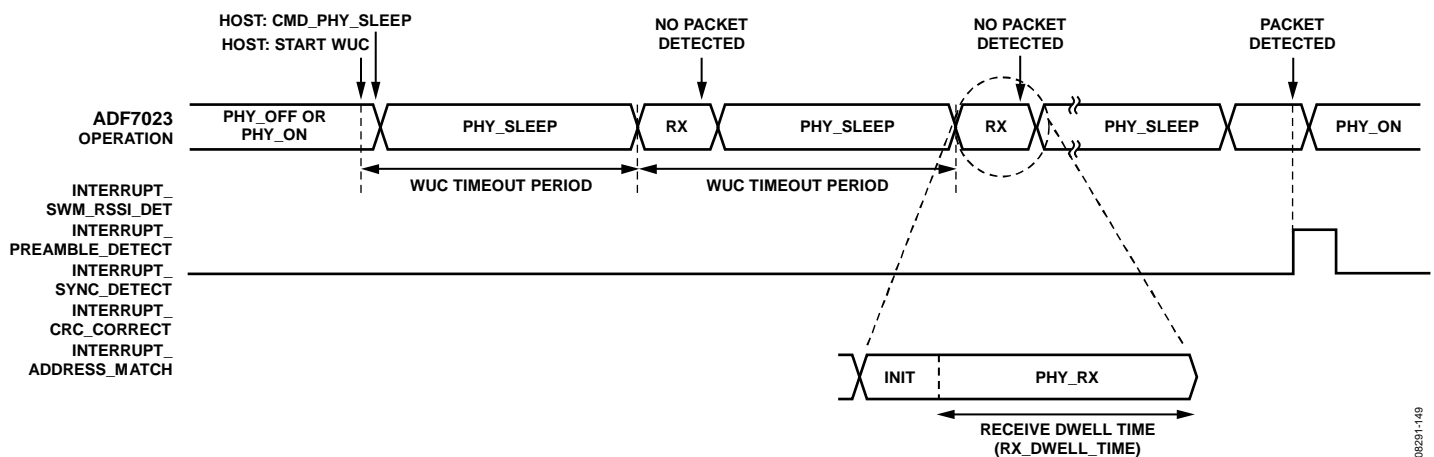 HOST: CMD_PHY_SLEEP
HOST: START WUC
NO PACKET
DETECTED
NO PACKET
DETECTED
PACKET
DETECTED
ADF7023
OPERATION
PHY_OFF OR
PHY_ON
PHY_SLEEP
RX
PHY_SLEEP
RX
PHY_SLEEP
PHY_ON
WUC TIMEOUT PERIOD
WUC TIMEOUT PERIOD
INTERRUPT_
SWM_RSSI_DET
INTERRUPT_
PREAMBLE_DETECT
INTERRUPT_
SYNC_DETECT
INTERRUPT_
CRC_CORRECT
INTERRUPT_
ADDRESS_MATCH
INIT
PHY_RX
RECEIVE DWELL TIME
(RX_DWELL_TIME)
08291-149